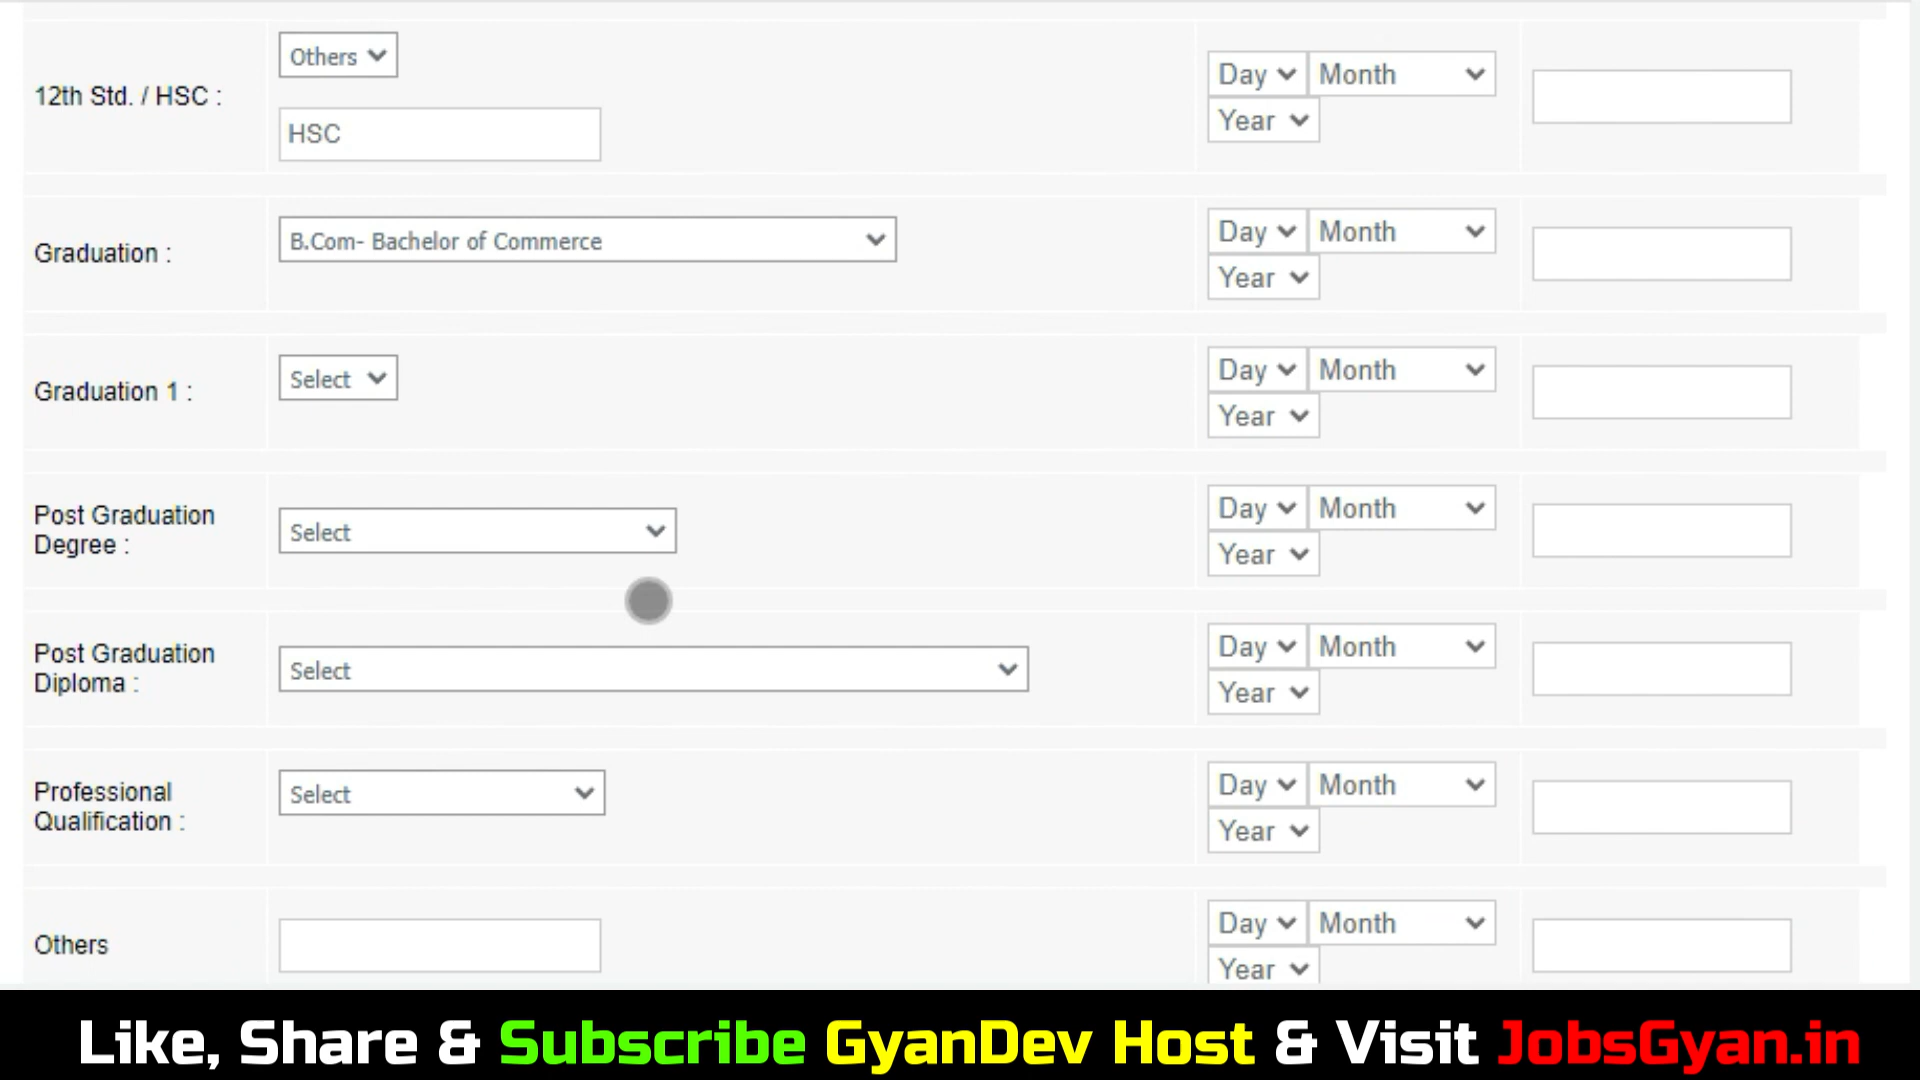 Others
12th Std. / HSC :
Day Month
Year
HSC
Graduation :
B.Com- Bachelor of Commerce
Day Month
Year
Graduation 1 :
Select
Day Month
Year
Post Graduation
Degree :
Select
Day Month
Year
Post Graduation
Diploma :
Select
Day Month
Year
Professional
Qualification :
Select
Day Month
Year
Others
Day Month
Year
Like, Share & Subscribe GyanDev Host & Visit JobsGyan.in